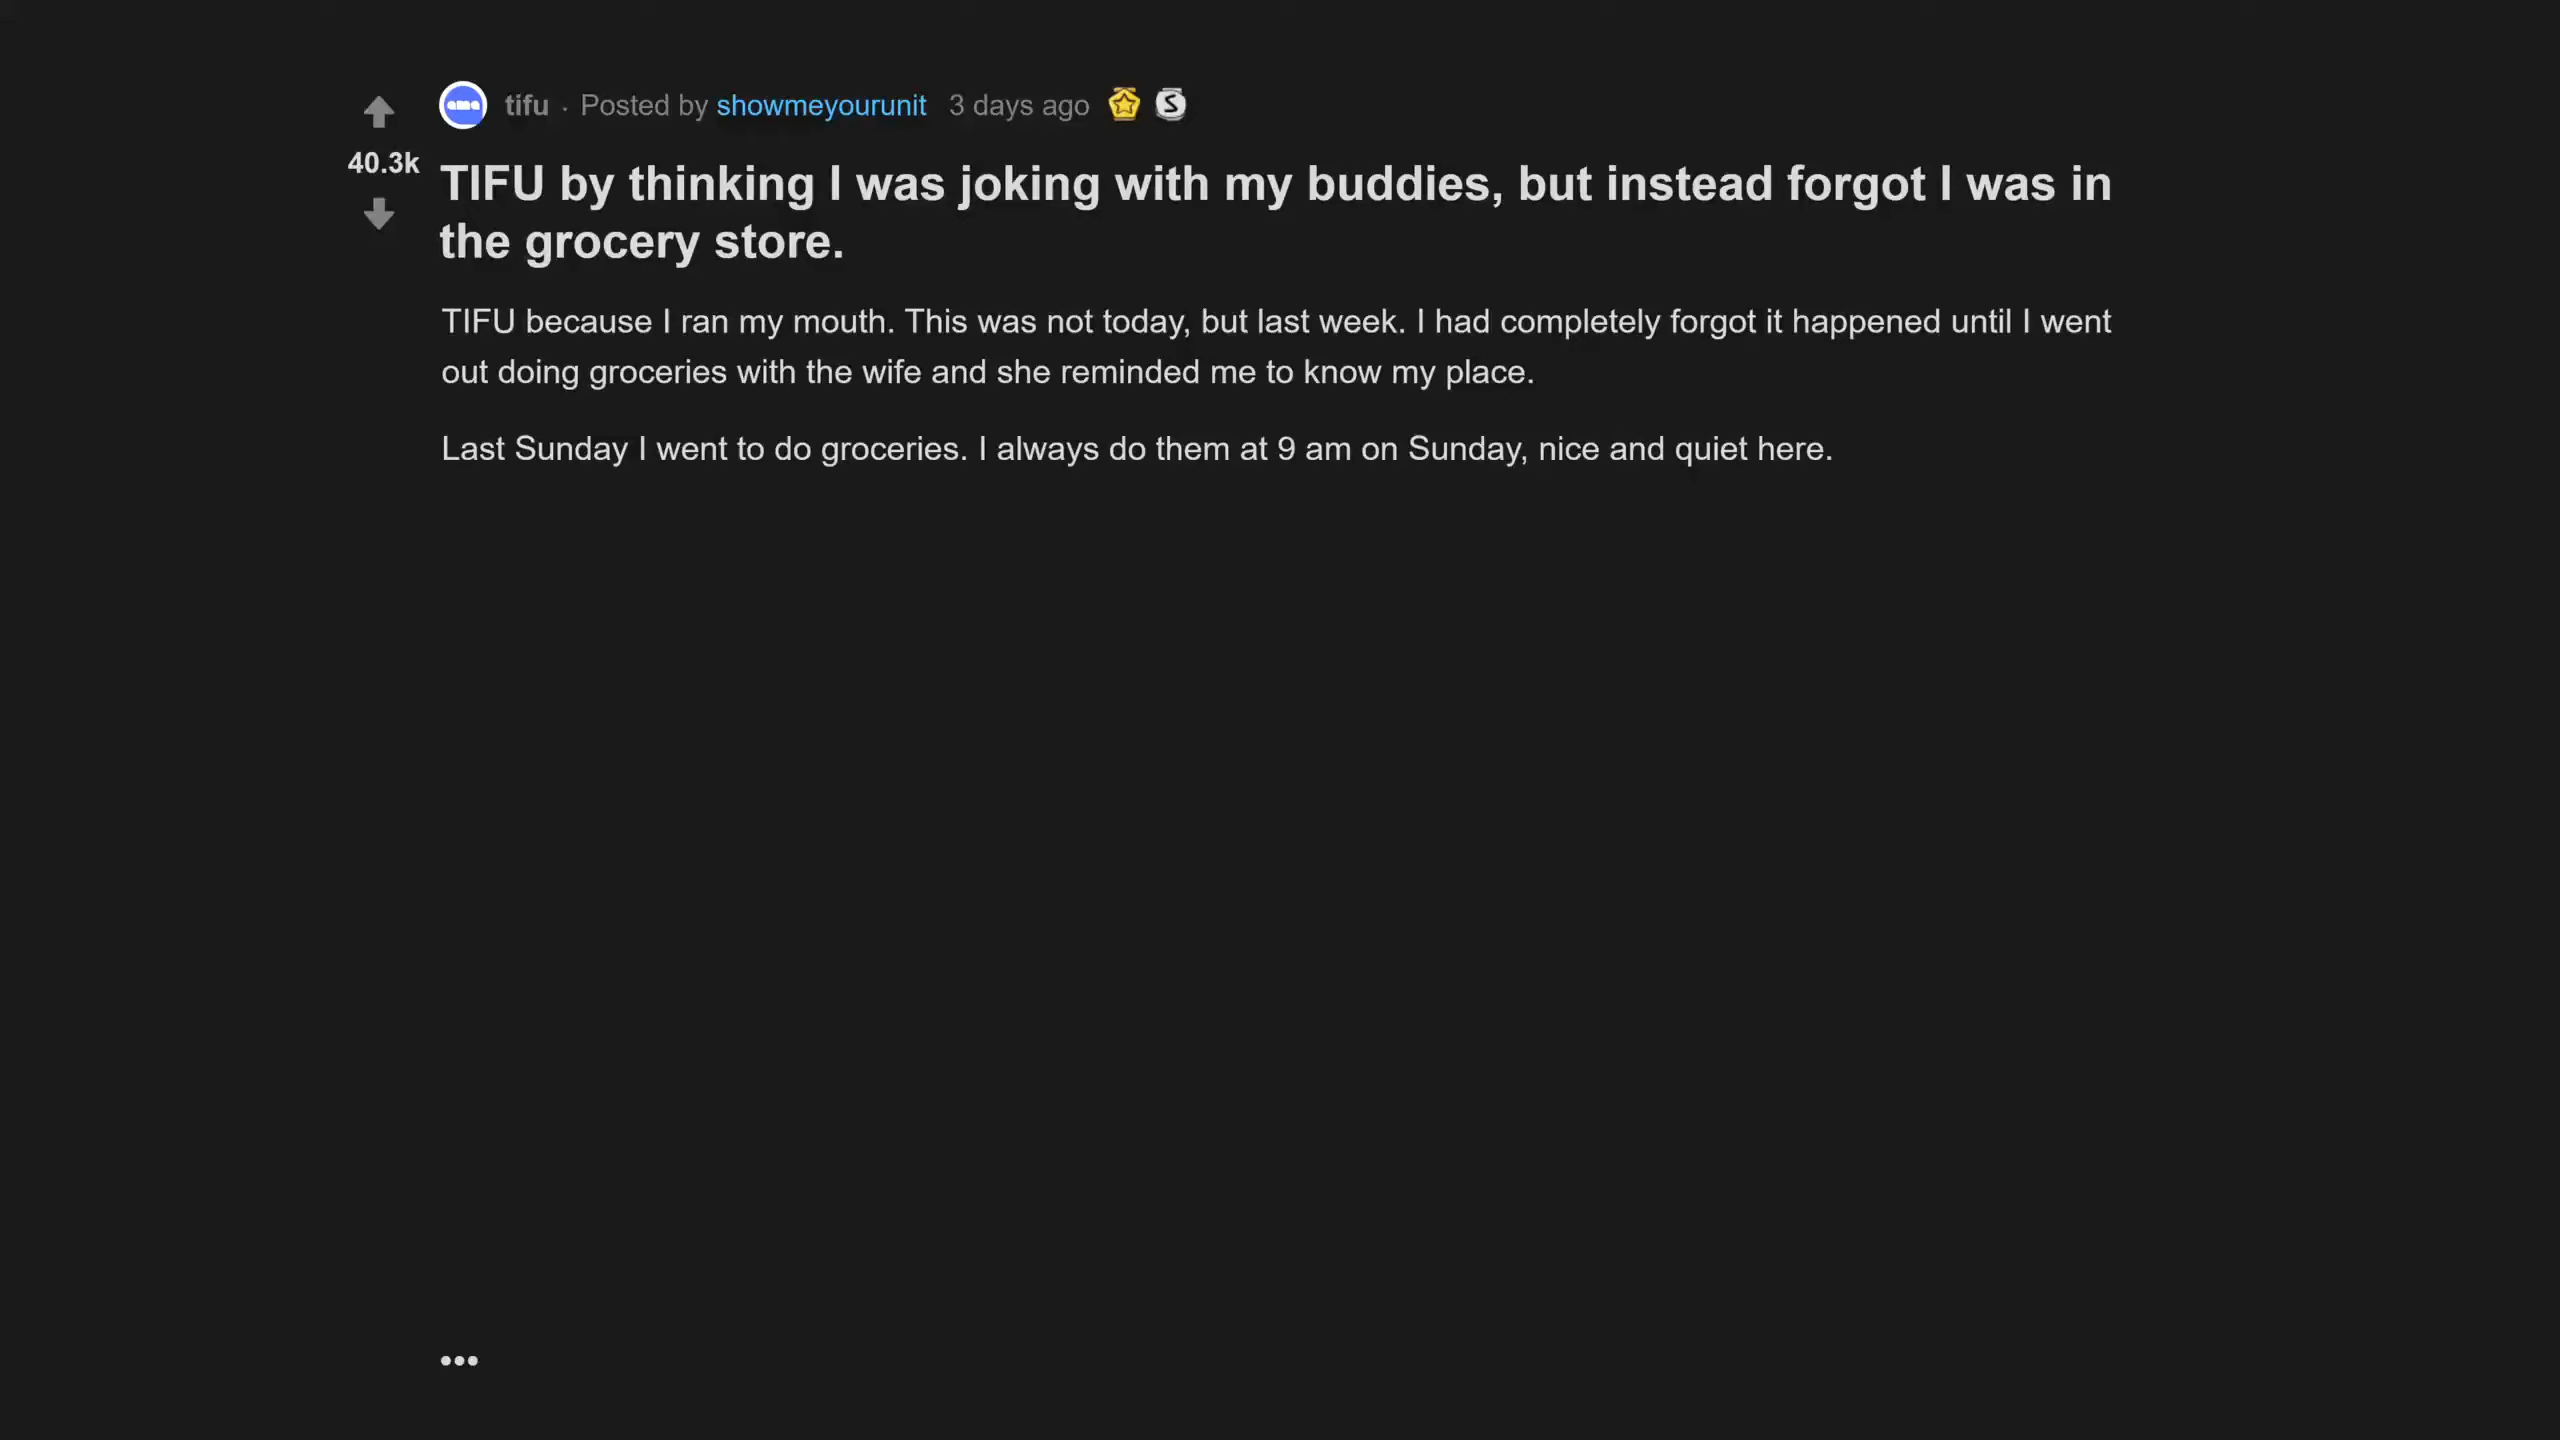 ama tifu · Posted by showmeyourunit 3 days ago S
40.3k
TIFU by thinking I was joking with my buddies, but instead forgot I was in
the grocery store.
TIFU because I ran my mouth. This was not today, but last week. I had completely forgot it happened until I went
out doing groceries with the wife and she reminded me to know my place.
Last Sunday I went to do groceries. I always do them at 9 am on Sunday, nice and quiet here.
•••